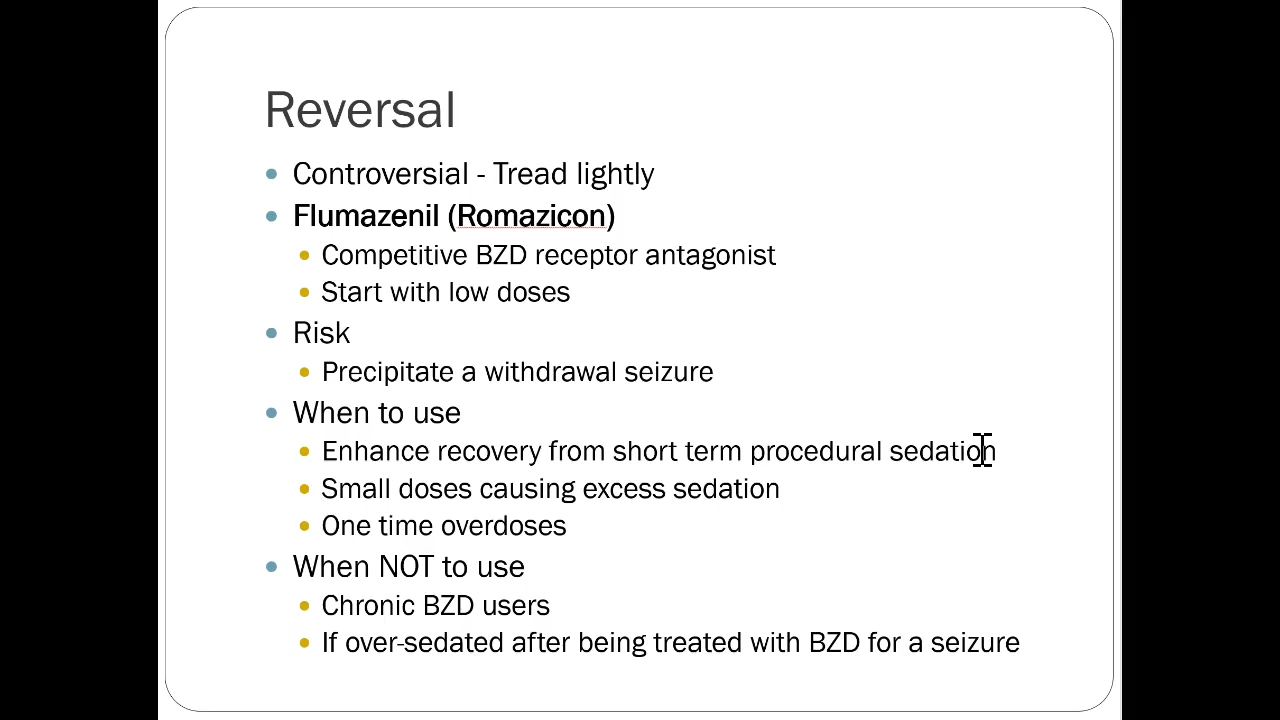 Reversal
Controversial - Tread lightly
Flumazenil (Romazicon)
Competitive BZD receptor antagonist
Start with low doses
Risk
Precipitate a withdrawal seizure
When to use
Enhance recovery from short term procedural sedation
Small doses causing excess sedation
One time overdoses
When NOT to use
Chronic BZD users
If over-sedated after being treated with BZD for a seizure